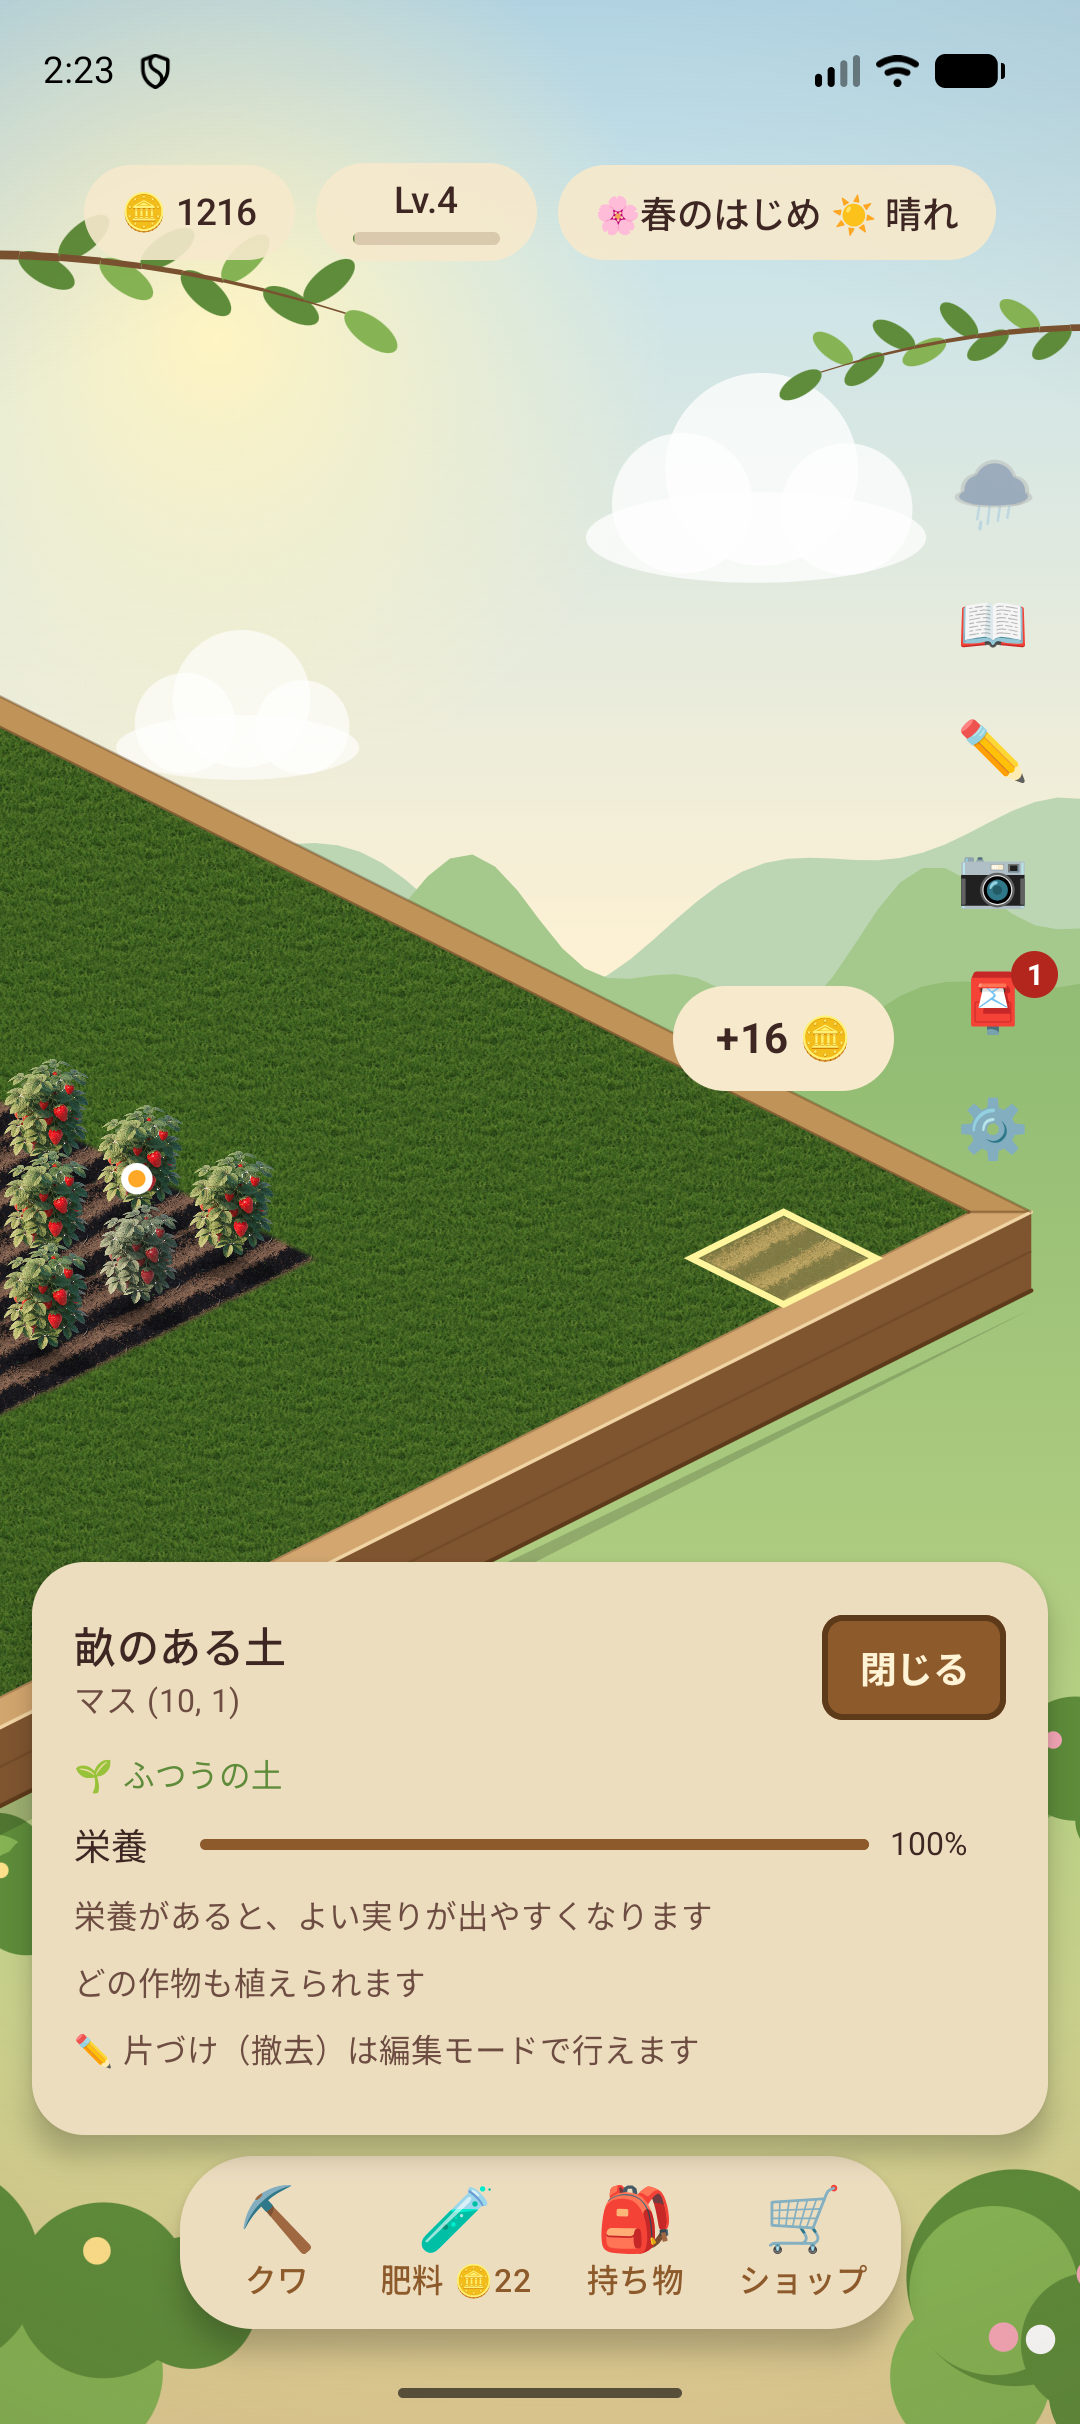 2:23
1216
Lv.4
春のはじめ 晴れ
1
+16
畝のある土
マス (10, 1)
閉じる
ふつうの土
栄養 100%
栄養があると、よい実りが出やすくなります
どの作物も植えられます
片づけ（撤去）は編集モードで行えます
クワ
肥料 22
持ち物
ショップ